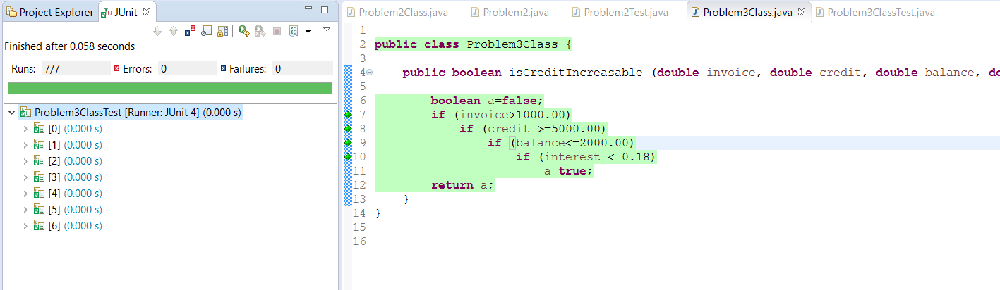 Project Explorer JUnit
Finished after 0.058 seconds
Runs: 7/7 Errors: 0 Failures: 0
Problem3ClassTest [Runner: JUnit 4] (0.000 s)
[0] (0.000 s)
[1] (0.000 s)
[2] (0.000 s)
[3] (0.000 s)
[4] (0.000 s)
[5] (0.000 s)
[6] (0.000 s)
Problem2Class.java Problem2.java Problem2Test.java Problem3Class.java Problem3ClassTest.java
1
2 public class Problem3Class {
3
4 public boolean isCreditIncreasable (double invoice, double credit, double balance, do
5
6 boolean a=false;
7 if (invoice>1000.00)
8 if (credit >=5000.00)
9 if (balance<=2000.00)
10 if (interest < 0.18)
11 a=true;
12 return a;
13 }
14 }
15
16